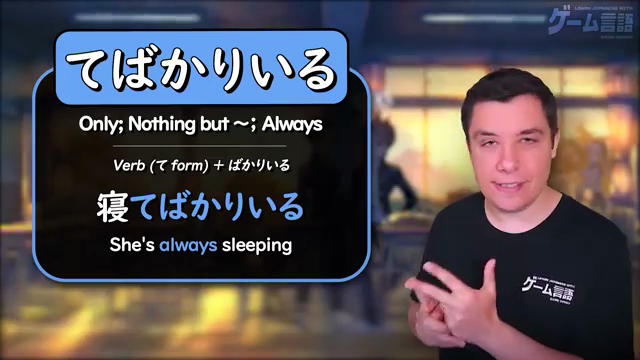 LEARN JAPANESE WITH
ゲーム言語
てばかりいる
Only; Nothing but ～; Always
Verb (て form) + ばかりいる
寝てばかりいる
She's always sleeping
ゲーム言語